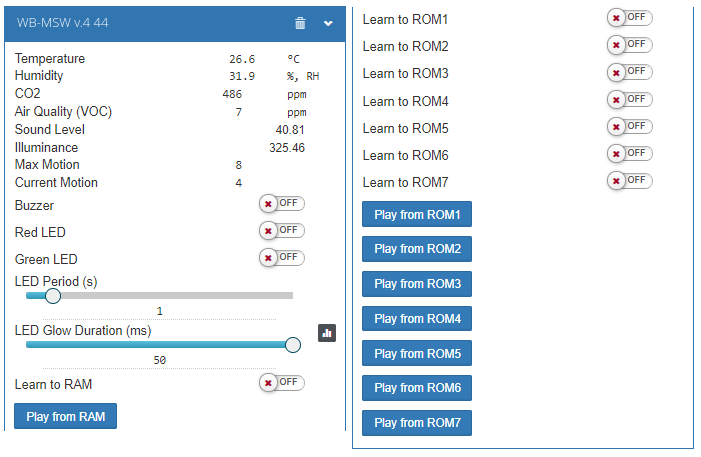 WB-MSW v.4 44
Temperature 26.6 °C
Humidity 31.9 %, RH
CO2 486 ppm
Air Quality (VOC) 7 ppm
Sound Level 40.81
Illuminance 325.46
Max Motion 8
Current Motion 4
Buzzer OFF
Red LED OFF
Green LED OFF
LED Period (s)
1
LED Glow Duration (ms)
50
Learn to RAM OFF
Play from RAM
Learn to ROM1 OFF
Learn to ROM2 OFF
Learn to ROM3 OFF
Learn to ROM4 OFF
Learn to ROM5 OFF
Learn to ROM6 OFF
Learn to ROM7 OFF
Play from ROM1
Play from ROM2
Play from ROM3
Play from ROM4
Play from ROM5
Play from ROM6
Play from ROM7